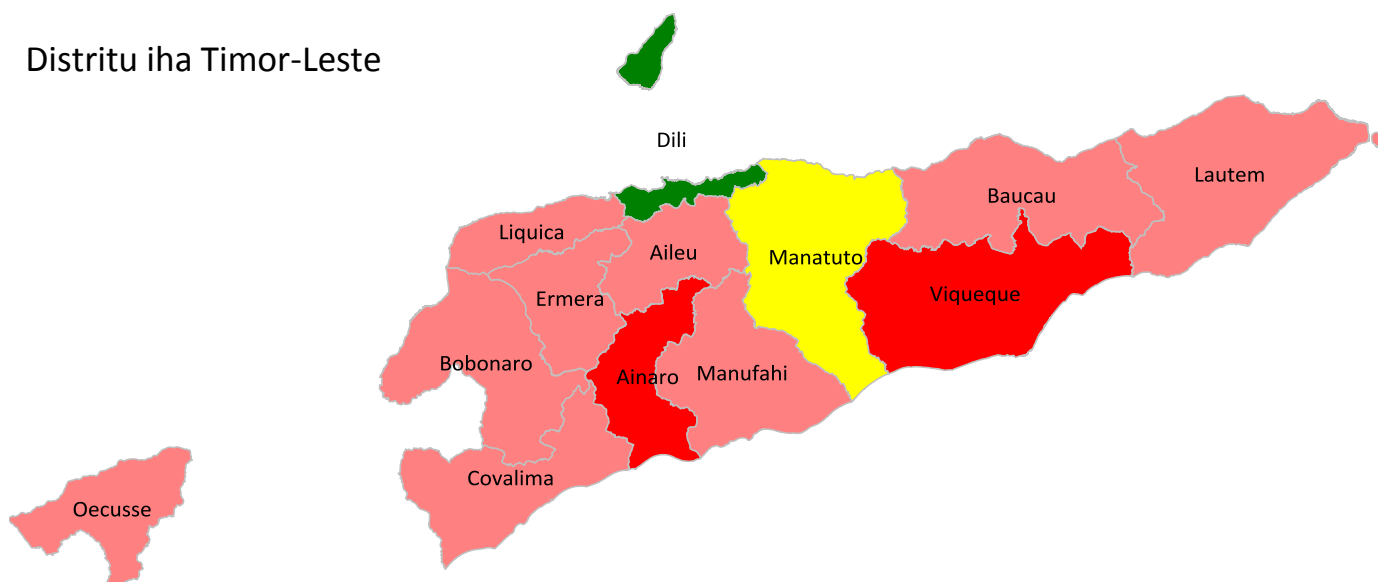 Distritu iha Timor-Leste
Dili
Lautem
Baucau
Liquica
Aileu
Manatuto
Viqueque
Ermera
Bobonaro
Ainaro
Manufahi
Covalima
Oecusse